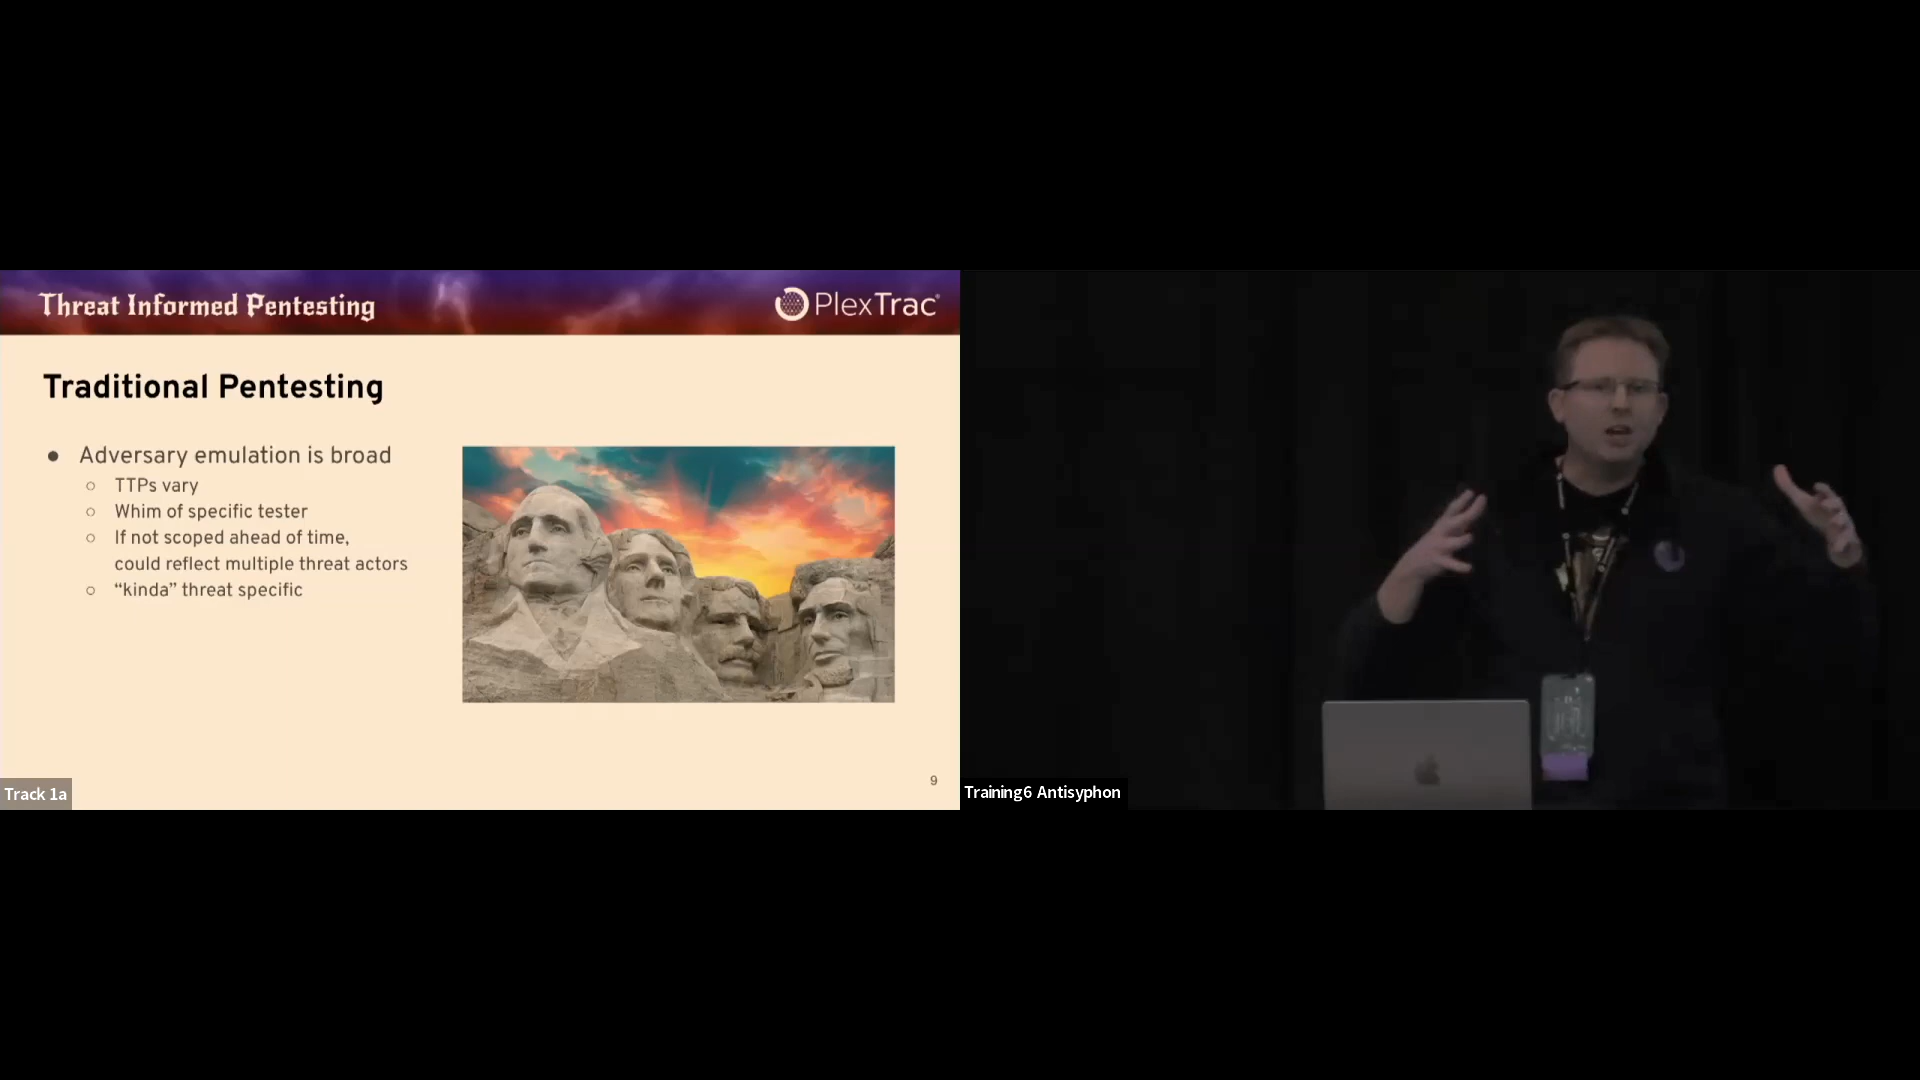 Threat Informed Pentesting
PlexTrac
Traditional Pentesting
● Adversary emulation is broad
○ TTPs vary
○ Whim of specific tester
○ If not scoped ahead of time,
could reflect multiple threat actors
○ “kinda” threat specific
9
Track 1a
Training6 Antisyphon